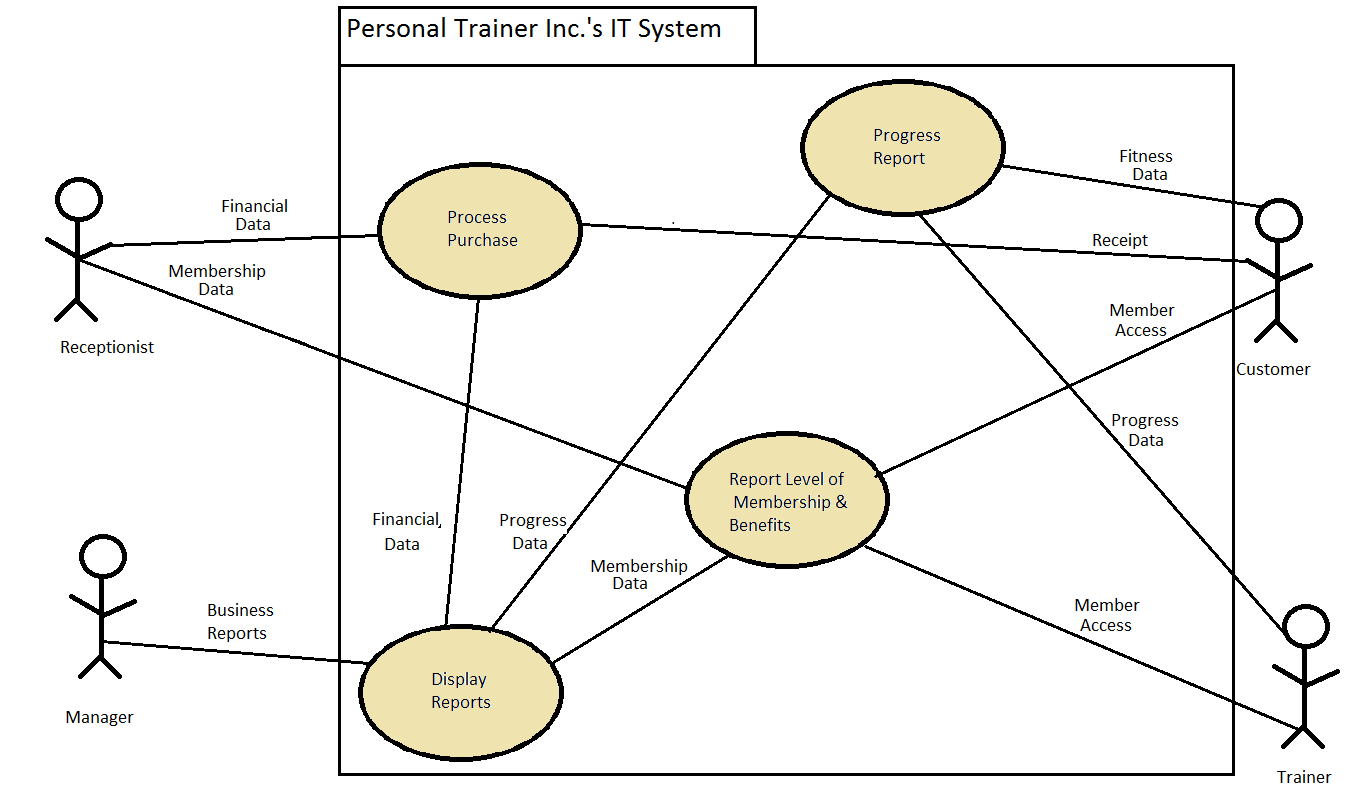 Personal Trainer Inc.'s IT System
Progress
Report
Fitness
Data
Financial
Data
Process
Purchase
Receipt
Membership
Data
Member
Access
Receptionist
Customer
Progress
Data
Report Level of
Membership &
Benefits
Financial
Data
Progress
Data
Membership
Data
Business
Reports
Member
Access
Display
Reports
Manager
Trainer